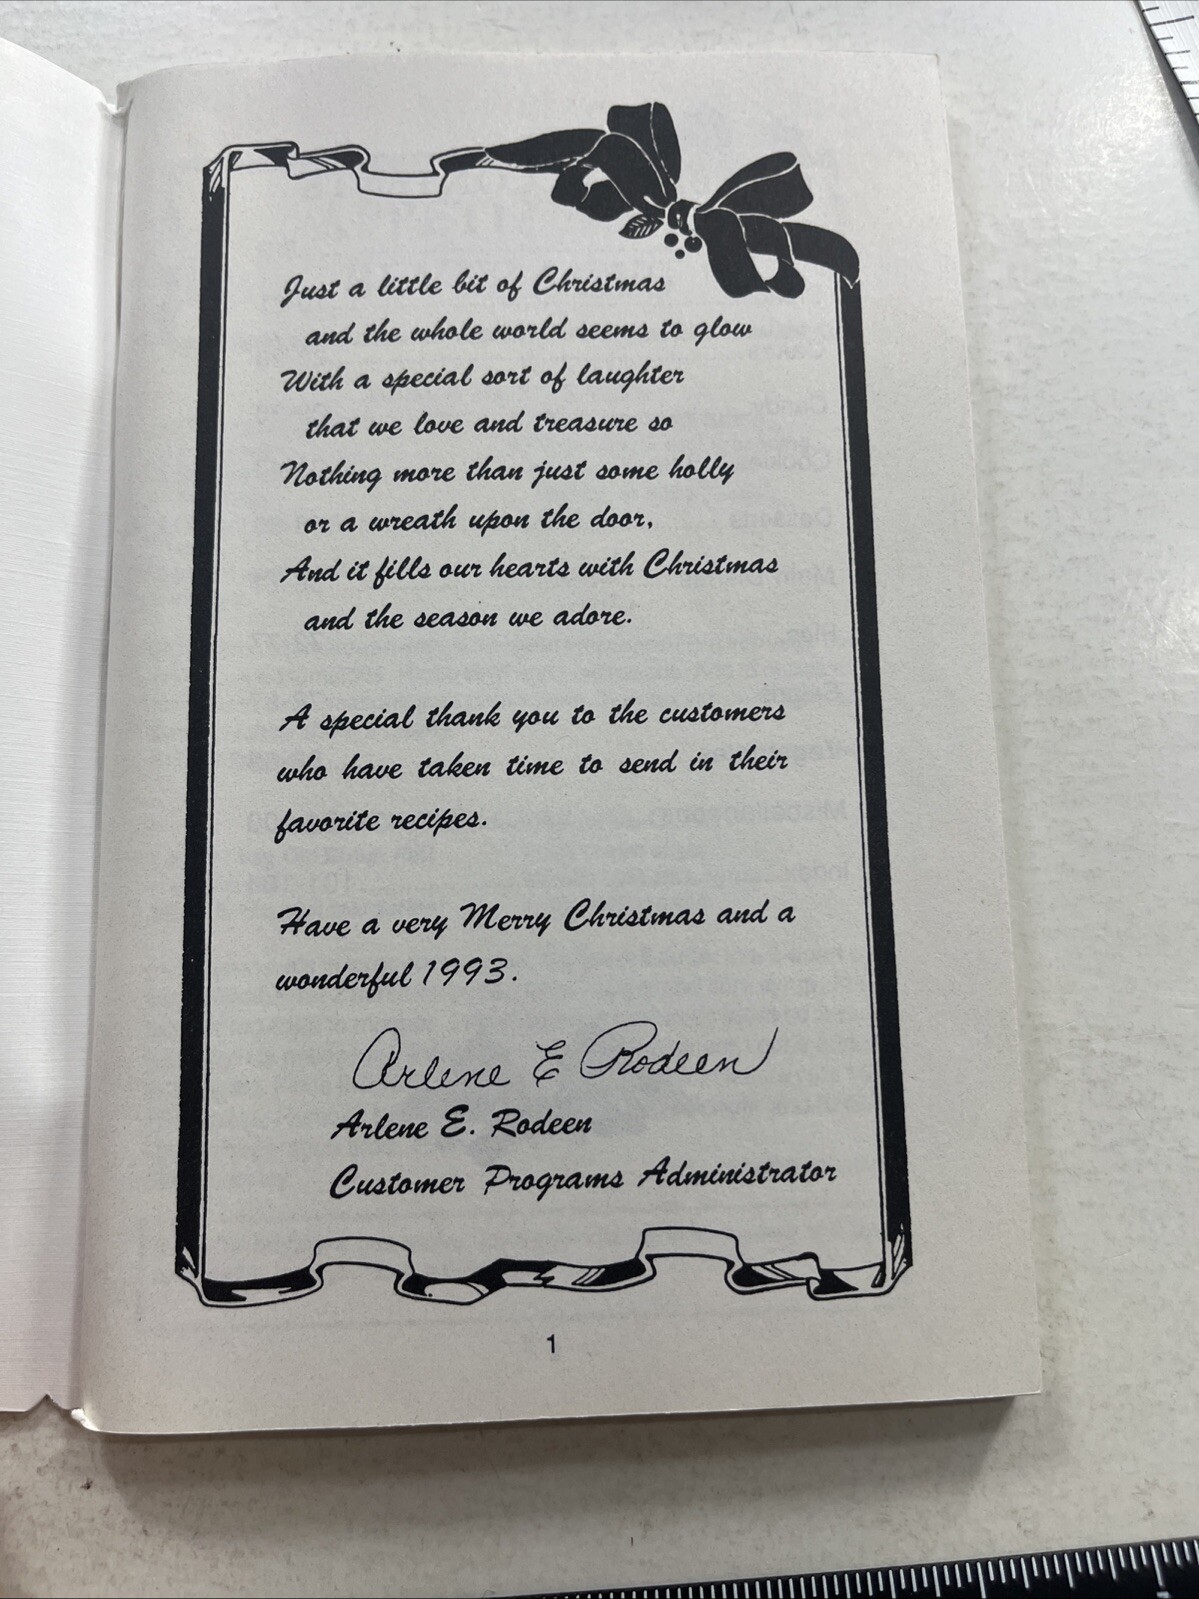 Just a little bit of Christmas
and the whole world seems to glow
With a special sort of laughter
that we love and treasure so
Nothing more than just some holly
or a wreath upon the door,
And it fills our hearts with Christmas
and the season we adore.
A special thank you to the customers
who have taken time to send in their
favorite recipes.
Have a very Merry Christmas and a
wonderful 1993.
Arlene E Rodeen
Arlene E. Rodeen
Customer Programs Administrator
1